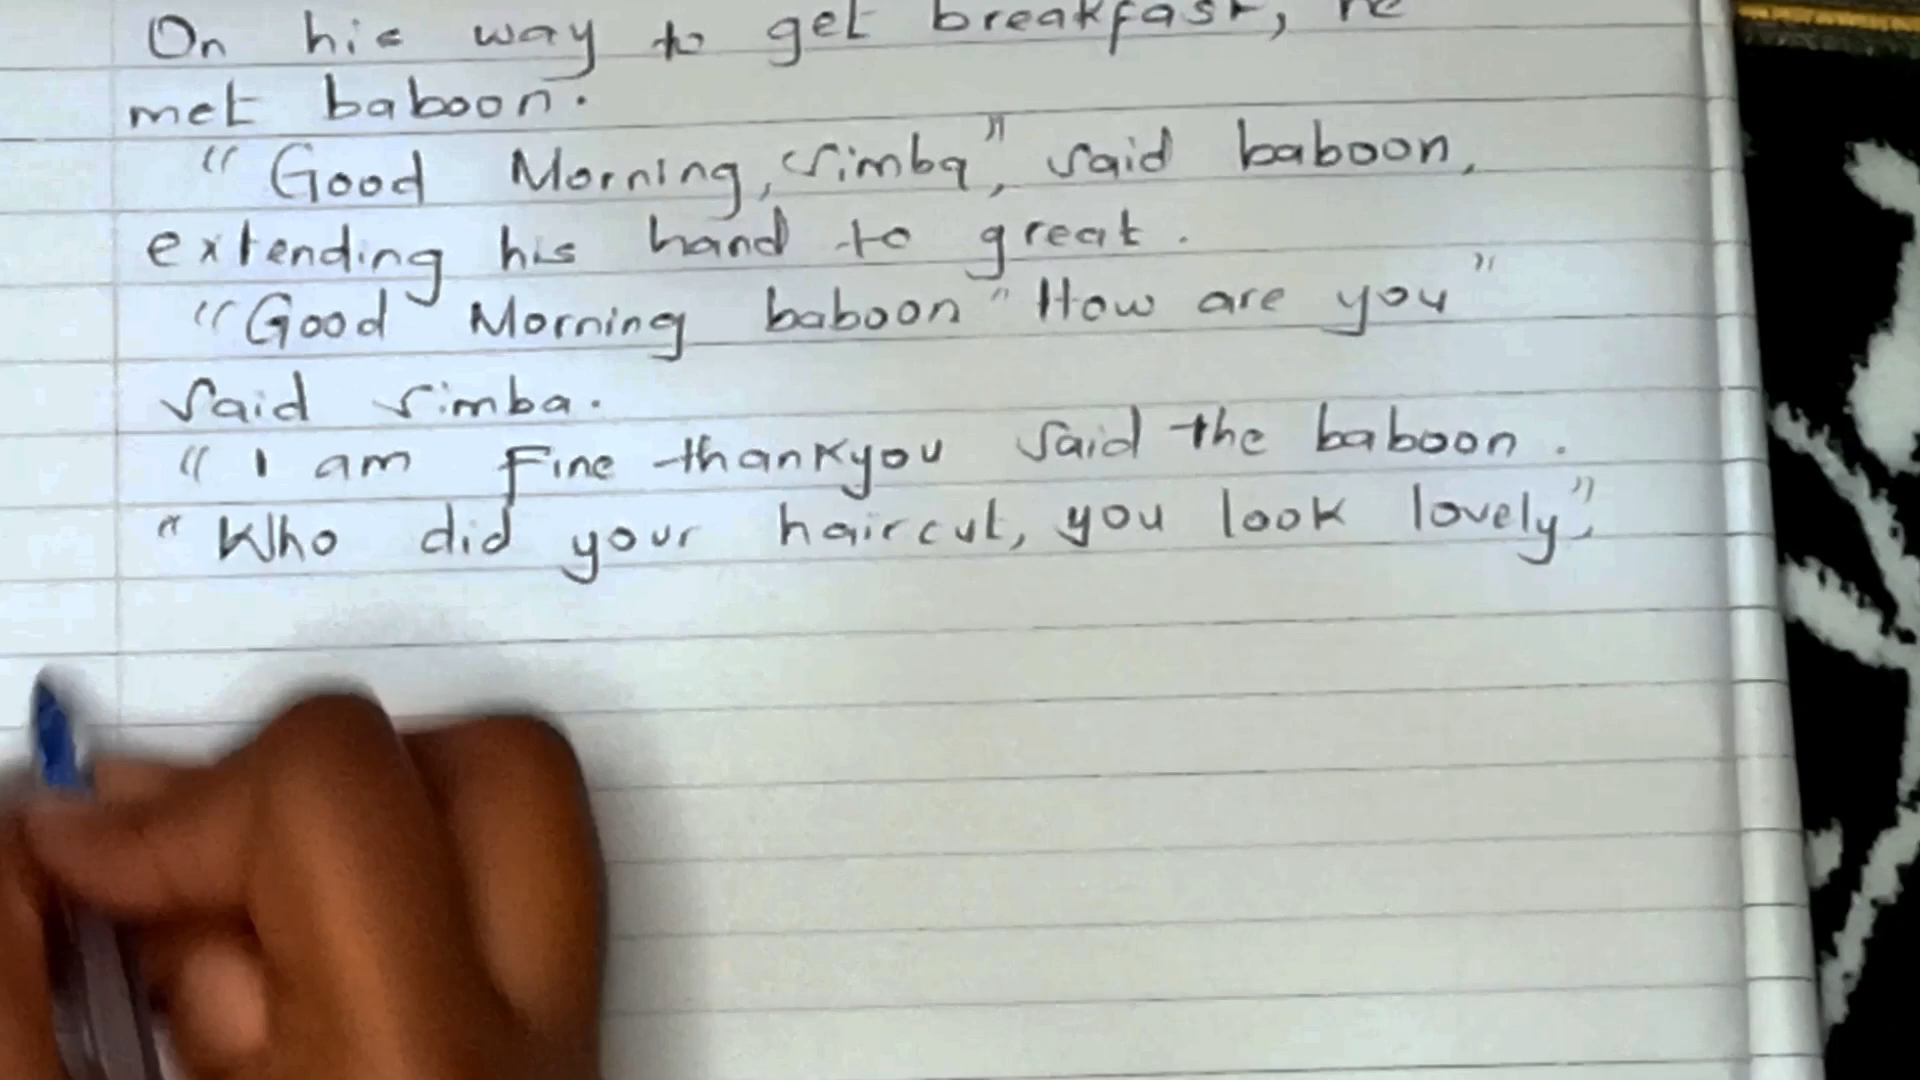 On his way to get breakfast, he
met baboon.
"Good Morning, Simba", said baboon,
extending his hand to great.
"Good Morning baboon" How are you"
said simba.
"I am Fine thankyou said the baboon.
"Who did your haircut, you look lovely",